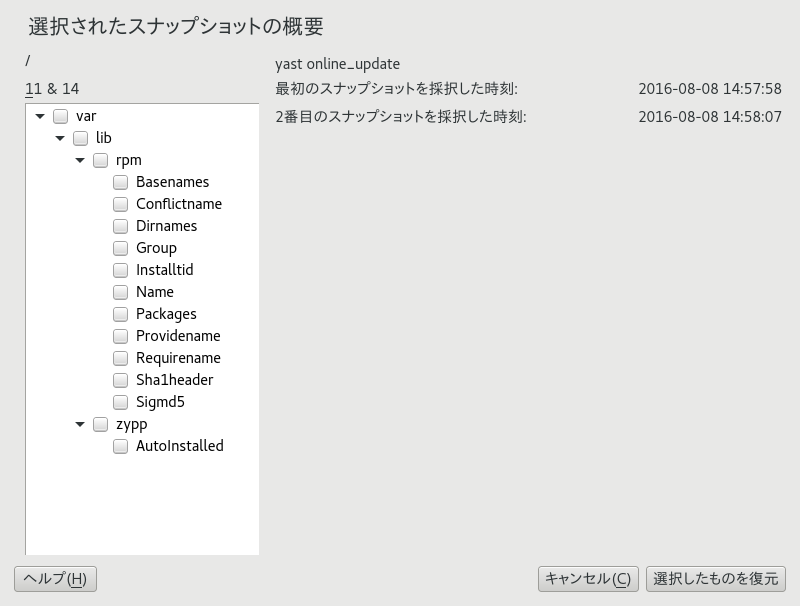 選択されたスナップショットの概要
/
11 & 14
var
lib
rpm
Basenames
Conflictname
Dirnames
Group
Installtid
Name
Packages
Providename
Requirename
Sha1header
Sigmd5
zypp
AutoInstalled
yast online_update
最初のスナップショットを採択した時刻: 2016-08-08 14:57:58
2番目のスナップショットを採択した時刻: 2016-08-08 14:58:07
ヘルプ(H)
キャンセル(C)
選択したものを復元